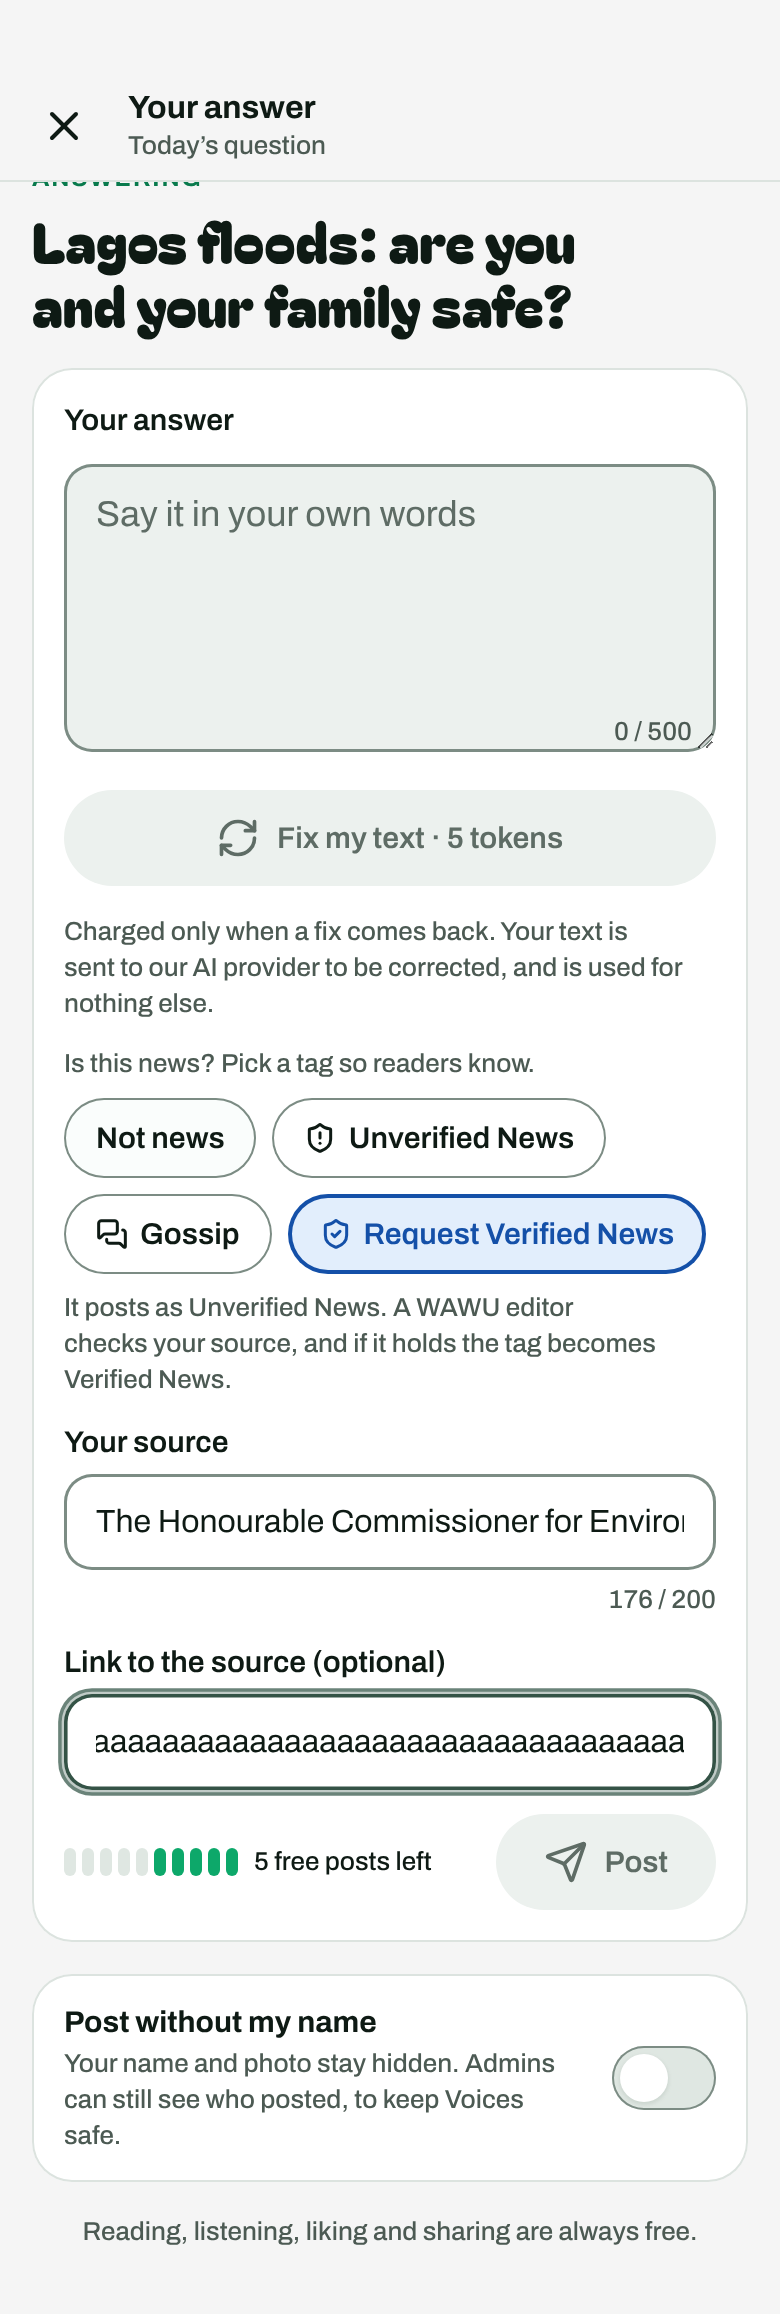 Your answer
Today’s question
ANSWERING
Lagos floods: are you
and your family safe?
Your answer
Say it in your own words
0 / 500
Fix my text · 5 tokens
Charged only when a fix comes back. Your text is
sent to our AI provider to be corrected, and is used for
nothing else.
Is this news? Pick a tag so readers know.
Not news
Unverified News
Gossip
Request Verified News
It posts as Unverified News. A WAWU editor
checks your source, and if it holds the tag becomes
Verified News.
Your source
The Honourable Commissioner for
176 / 200
Link to the source (optional)
5 free posts left
Post
Post without my name
Your name and photo stay hidden. Admins
can still see who posted, to keep Voices
safe.
Reading, listening, liking and sharing are always free.